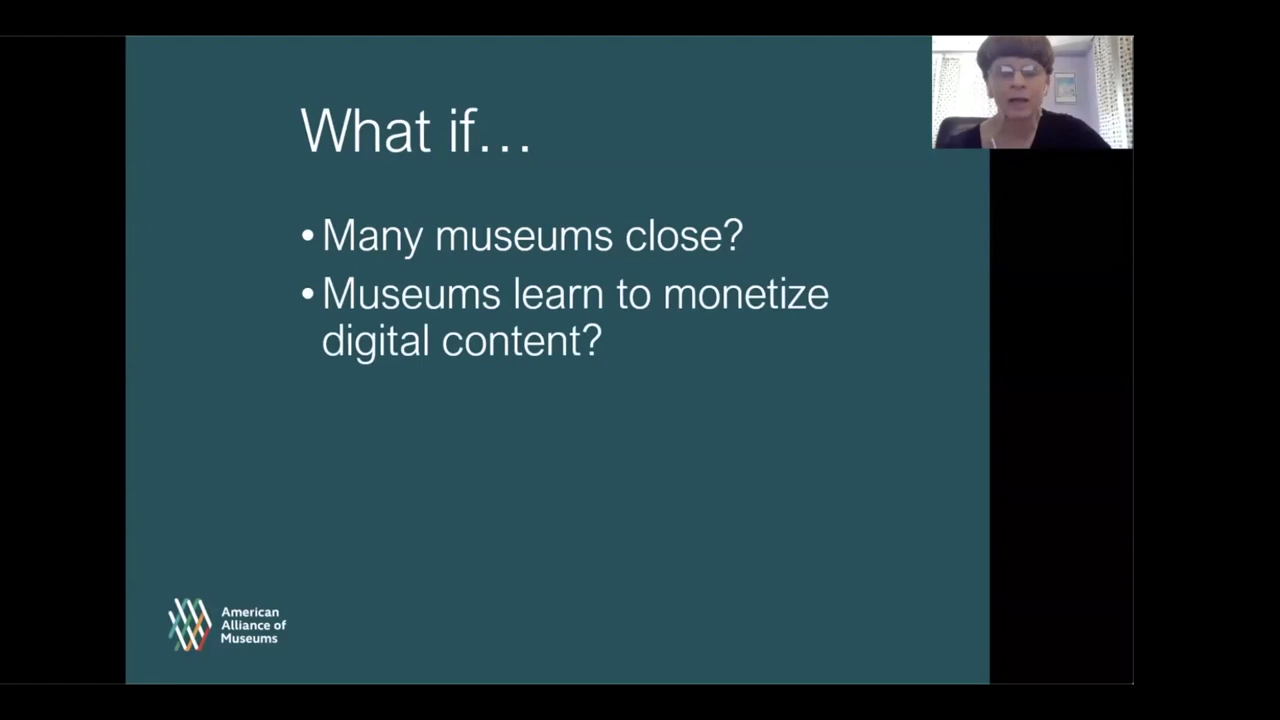 What if…
•Many museums close?
•Museums learn to monetize
digital content?
American
Alliance of
Museums